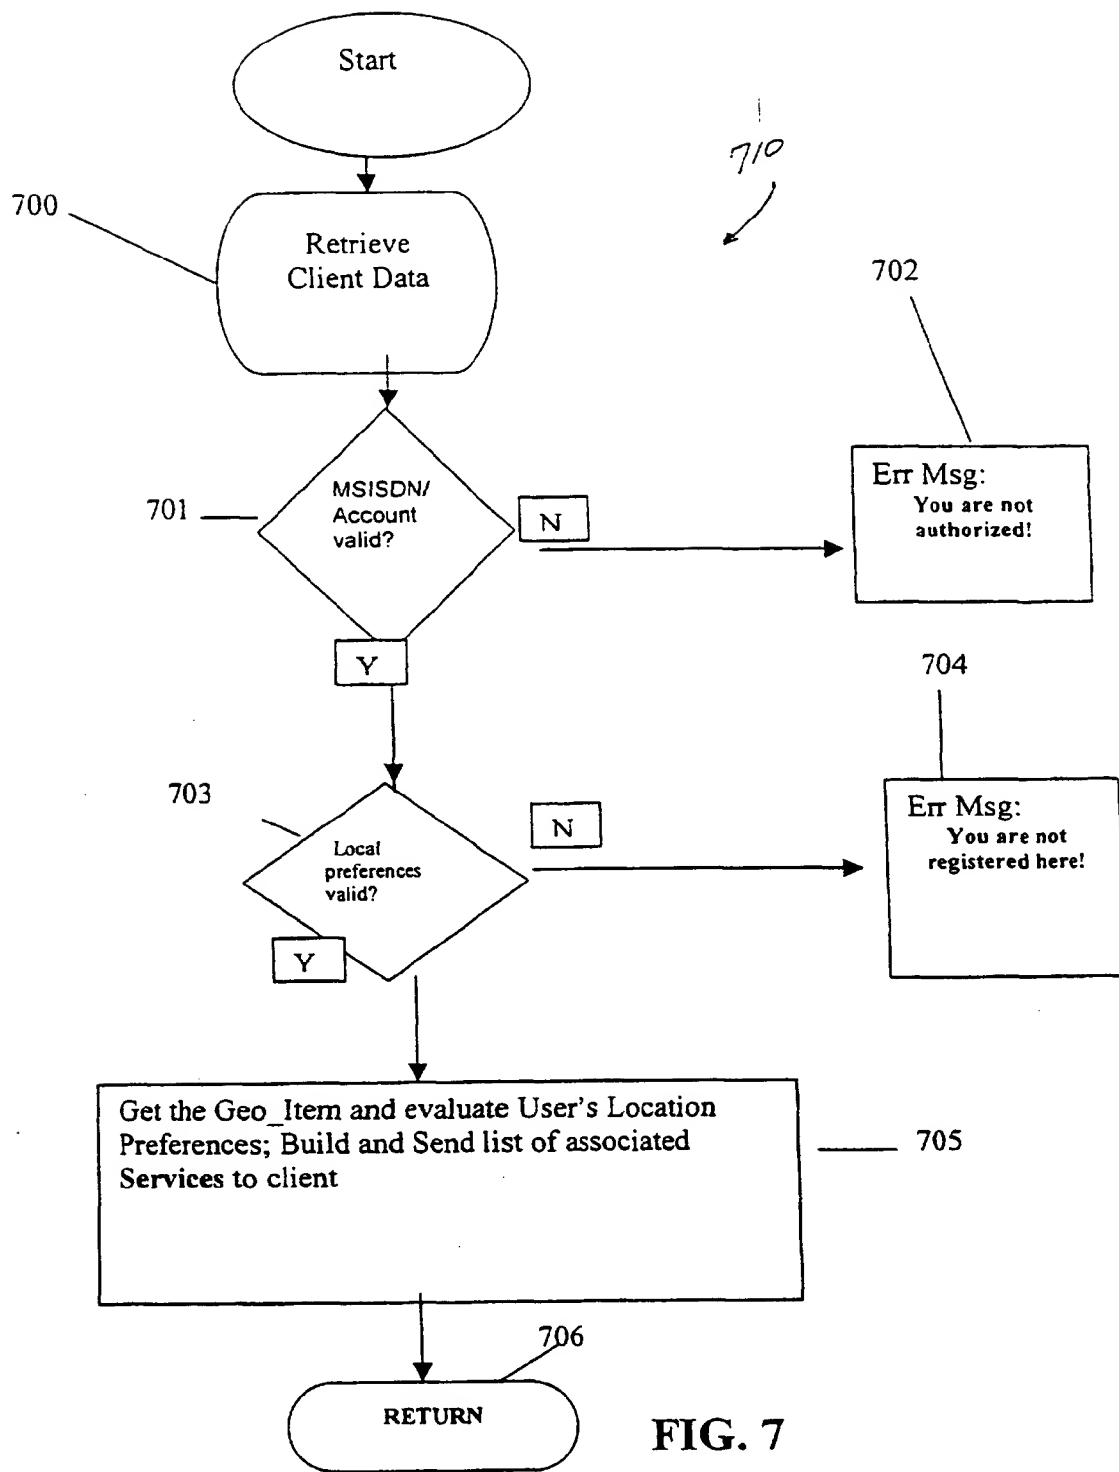 Start
710
700
Retrieve
Client Data
702
701
MSISDN/
Account
valid?
N
Err Msg:
You are not
authorized!
Y
704
703
Local
preferences
valid?
N
Err Msg:
You are not
registered here!
Y
Get the Geo_Item and evaluate User's Location
Preferences; Build and Send list of associated
Services to client
705
706
RETURN
FIG. 7